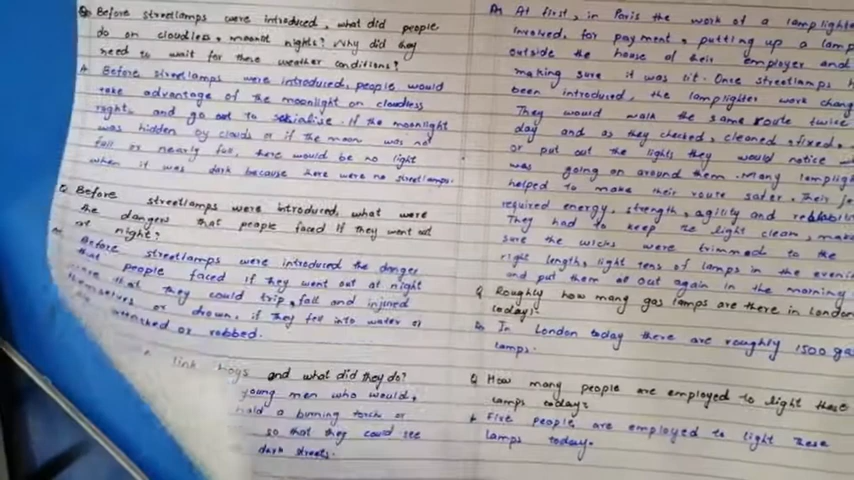 Q Before streetlamps were introduced, what did people
do on cloudless, moonlit nights? Why did they
need to wait for these weather conditions?
A Before streetlamps were introduced, people would
take advantage of the moonlight on cloudless
night, and go out to socialise. If the moonlight
was hidden by clouds or if the moon was not
full or nearly full, there would be no light
when it was dark because there were no streetlamps.
Q Before streetlamps were introduced, what were
the dangers that people faced if they went out
at night?
Before streetlamps were introduced the danger
that people faced if they went out at night
were that they could trip, fall and injured
themselves or drown, if they fell into water or
attacked or robbed.
link boys and what did they do?
young men who would,
hold a burning torch or
so that they could see
dark streets.
A At first, in Paris the work of a lamplighte
involved, for payment, putting up a lamp
outside the house of their employer and
making sure it was lit. Once streetlamps h
been introduced, the lamplighter work chang
They would walk the same route twice
day and as they checked, cleaned, fixed,
or put out the lights they would notice
was going on around them. Many lampligh
helped to make their route safer. Their j
required energy, strength, agility and
They had to keep the light clean, mak
sure the wicks were trimmed to the
right length, light tens of lamps in the eveni
and put them all out again in the morning
Q Roughly how many gas lamps are there in London
today?
In London today there are roughly 1500 ga
lamps.
Q How many people are employed to light these
lamps today?
A Five people are employed to light these
lamps today.